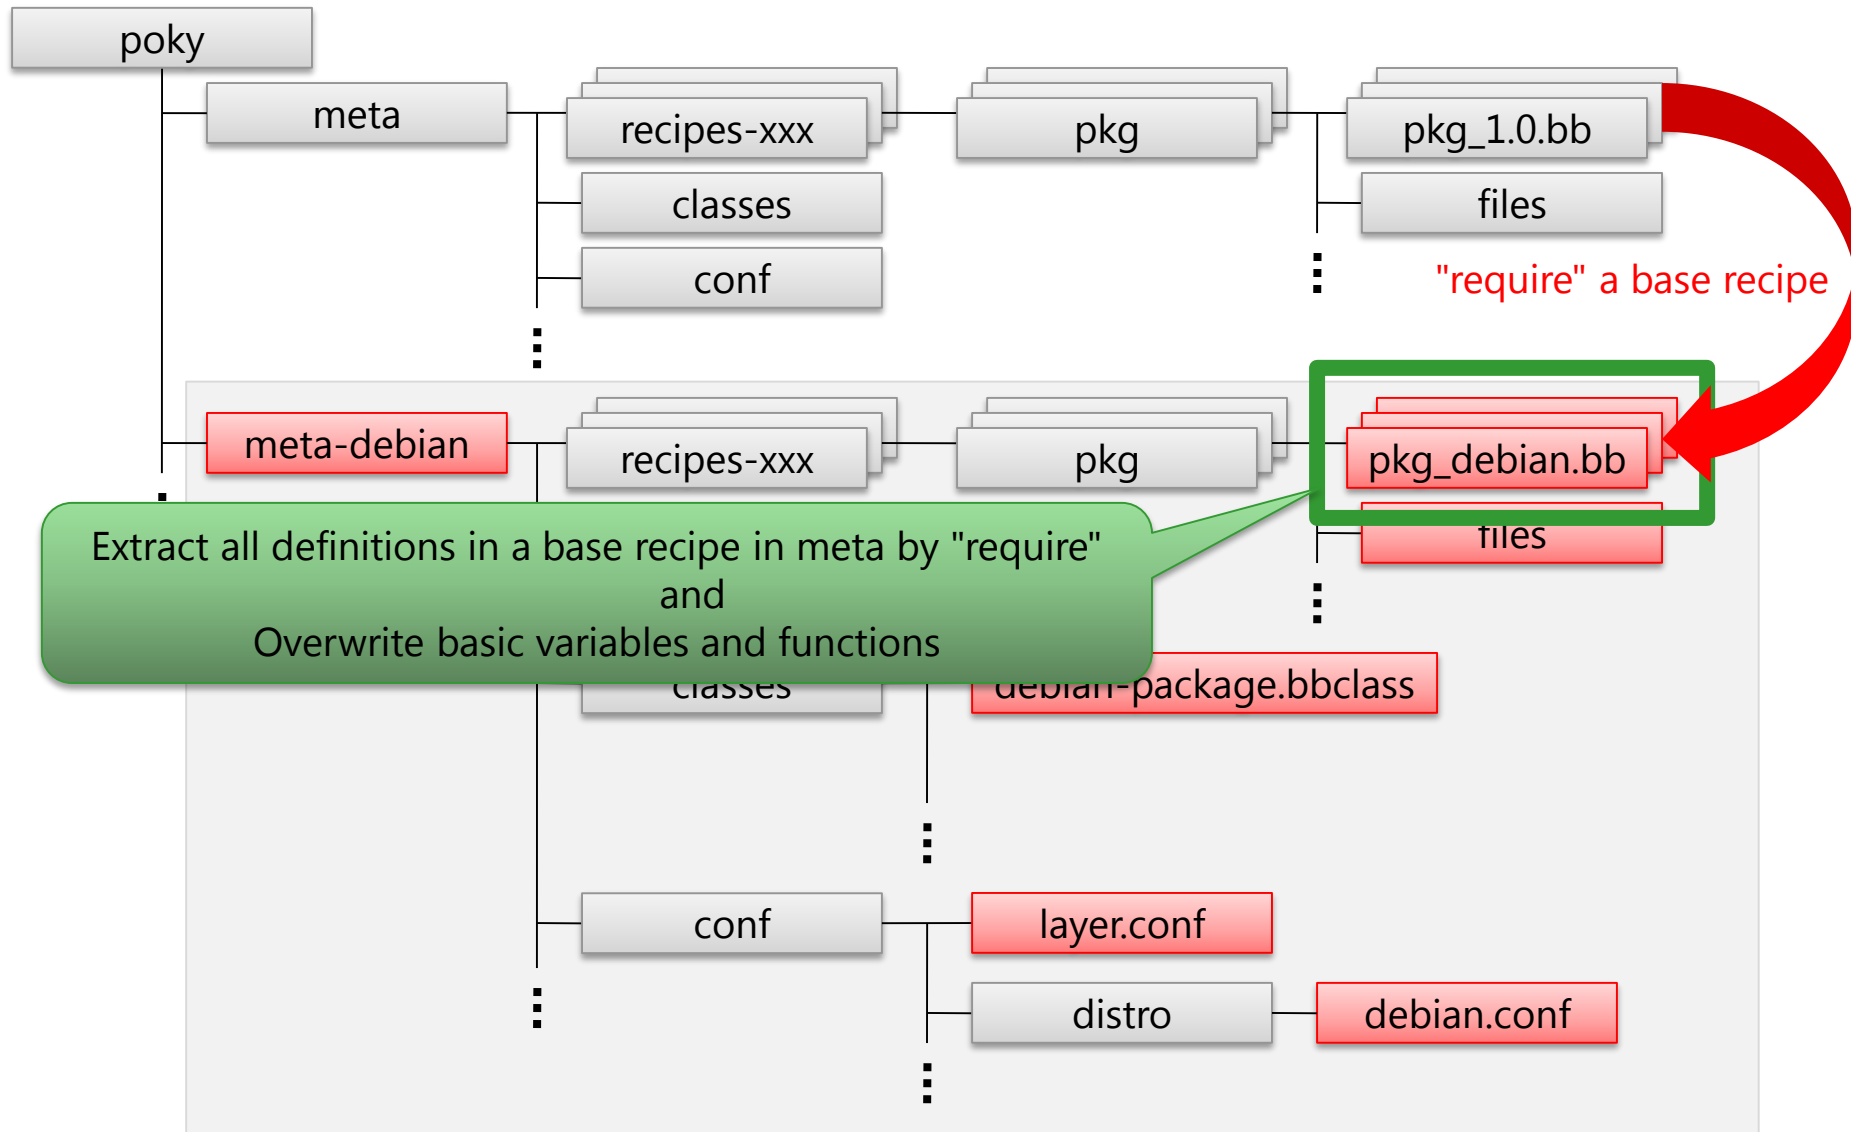 poky
meta
recipes-xxx
pkg
pkg_1.0.bb
classes
files
conf
"require" a base recipe
meta-debian
recipes-xxx
pkg
pkg_debian.bb
files
Extract all definitions in a base recipe in meta by "require"
and
Overwrite basic variables and functions
classes
debian-package.bbclass
conf
layer.conf
distro
debian.conf